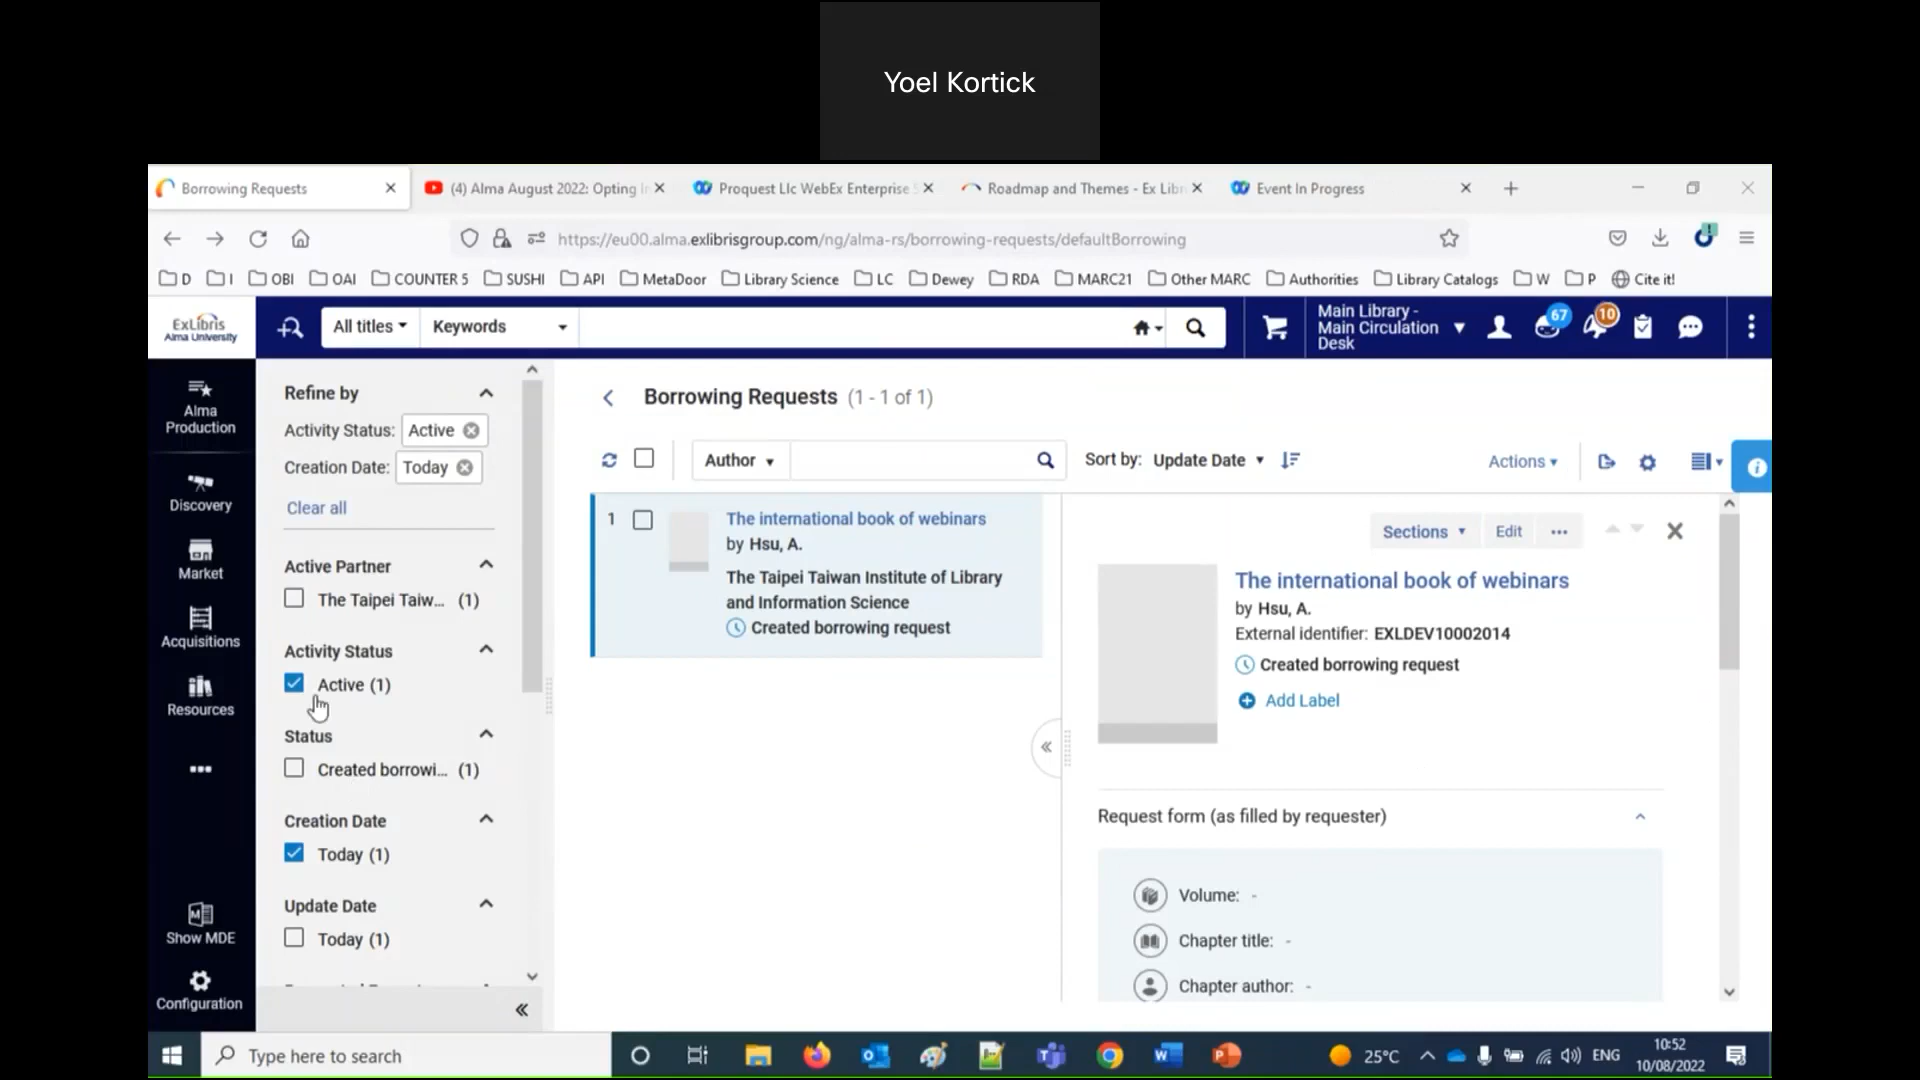 Yoel Kortick
Borrowing Requests
(4) Alma August 2022: Opting
Proquest Llc WebEx Enterprise
Roadmap and Themes - Ex Libr
Event In Progress
https://eu00.alma.exlibrisgroup.com/ng/alma-rs/borrowing-requests/defaultBorrowing
D I OBI OAI COUNTER 5 SUSHI API MetaDoor Library Science LC Dewey RDA MARC21 Other MARC Authorities Library Catalogs W P Cite it!
ExLibris
Alma University
All titles
Keywords
Main Library -
Main Circulation
Desk
67
10
Alma
Production
Discovery
Market
Acquisitions
Resources
Show MDE
Configuration
Refine by
Activity Status: Active
Creation Date: Today
Clear all
Active Partner
The Taipei Taiw... (1)
Activity Status
Active (1)
Status
Created borrowi... (1)
Creation Date
Today (1)
Update Date
Today (1)
Borrowing Requests (1 - 1 of 1)
Author
Sort by: Update Date
Actions
1
The international book of webinars
by Hsu, A.
The Taipei Taiwan Institute of Library
and Information Science
Created borrowing request
Sections
Edit
The international book of webinars
by Hsu, A.
External identifier: EXLDEV10002014
Created borrowing request
Add Label
Request form (as filled by requester)
Volume: -
Chapter title: -
Chapter author: -
Type here to search
25°C
ENG
10:52
10/08/2022